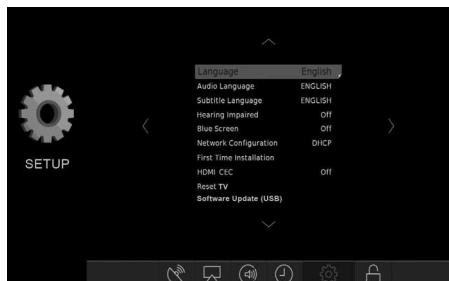 Language English
Audio Language ENGLISH
Subtitle Language ENGLISH
Hearing Impaired Off
Blue Screen Off
Network Configuration DHCP
First Time Installation
HDMI CEC Off
Reset TV
Software Update (USB)
SETUP